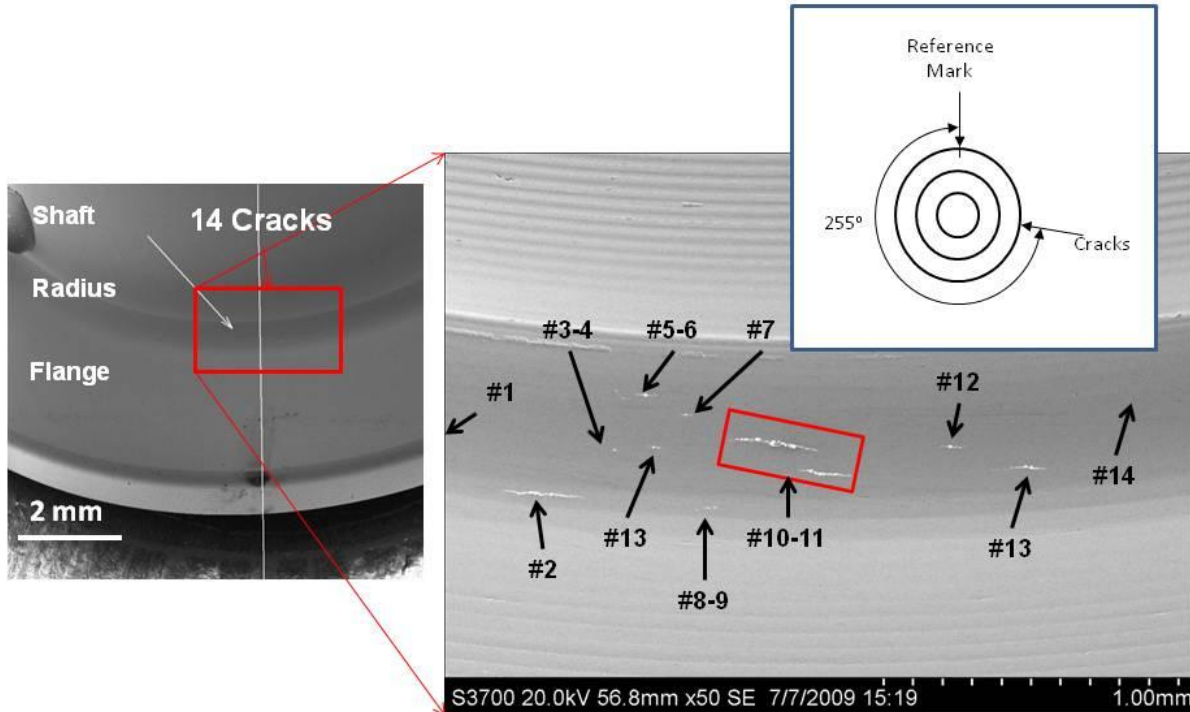 Shaft
14 Cracks
Radius
Flange
2 mm
Reference
Mark
255º
Cracks
#3-4
#5-6
#7
#1
#12
#14
#13
#10-11
#13
#2
#8-9
S3700 20.0kV 56.8mm x50 SE 7/7/2009 15:19 1.00mm